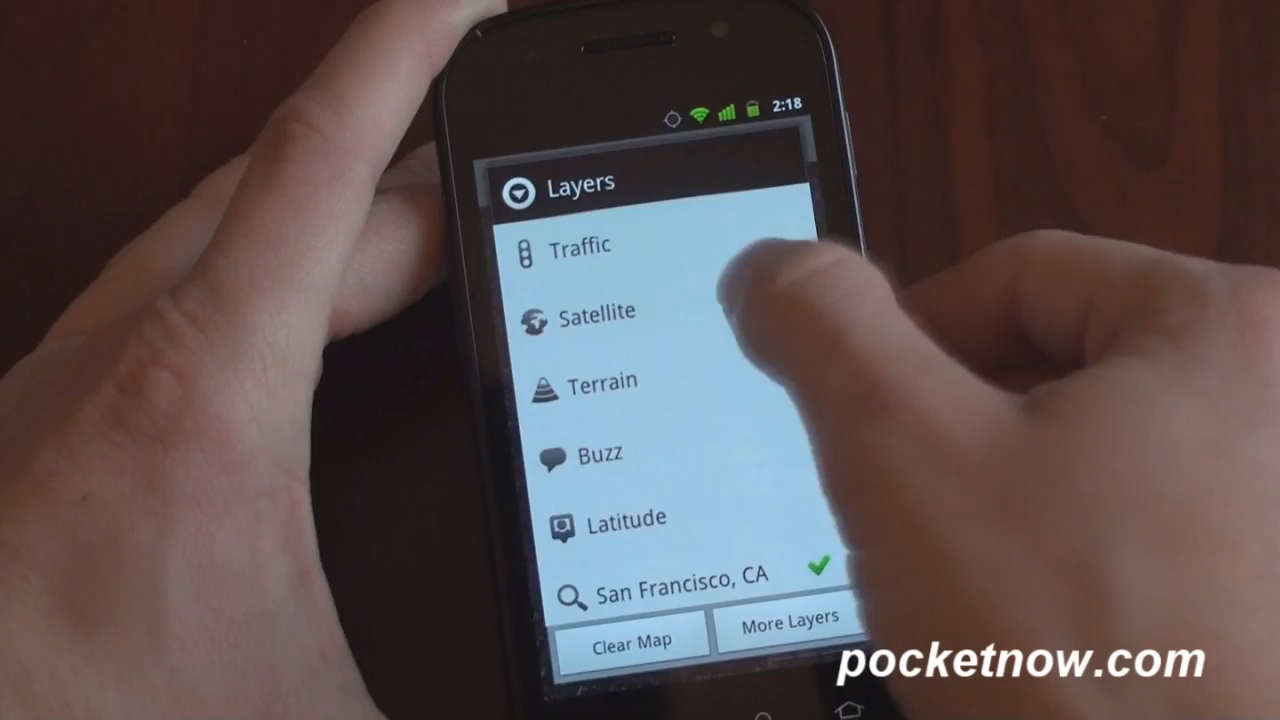 2:18
Layers
Traffic
Satellite
Terrain
Buzz
Latitude
San Francisco, CA
Clear Map
More Layers
pocketnow.com